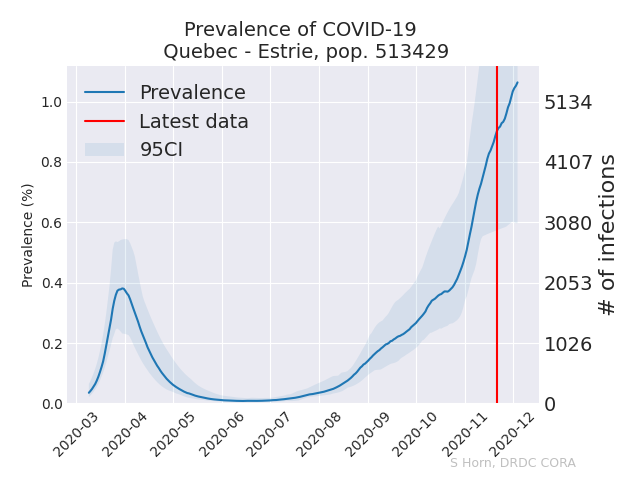 Prevalence of COVID-19
Quebec - Estrie, pop. 513429
Prevalence
Latest data
95CI
Prevalence (%)
1.0
0.8
0.6
0.4
0.2
0.0
5134
4107
3080
2053
1026
0
# of infections
2020-03
2020-04
2020-05
2020-06
2020-07
2020-08
2020-09
2020-10
2020-11
2020-12
S Horn, DRDC CORA